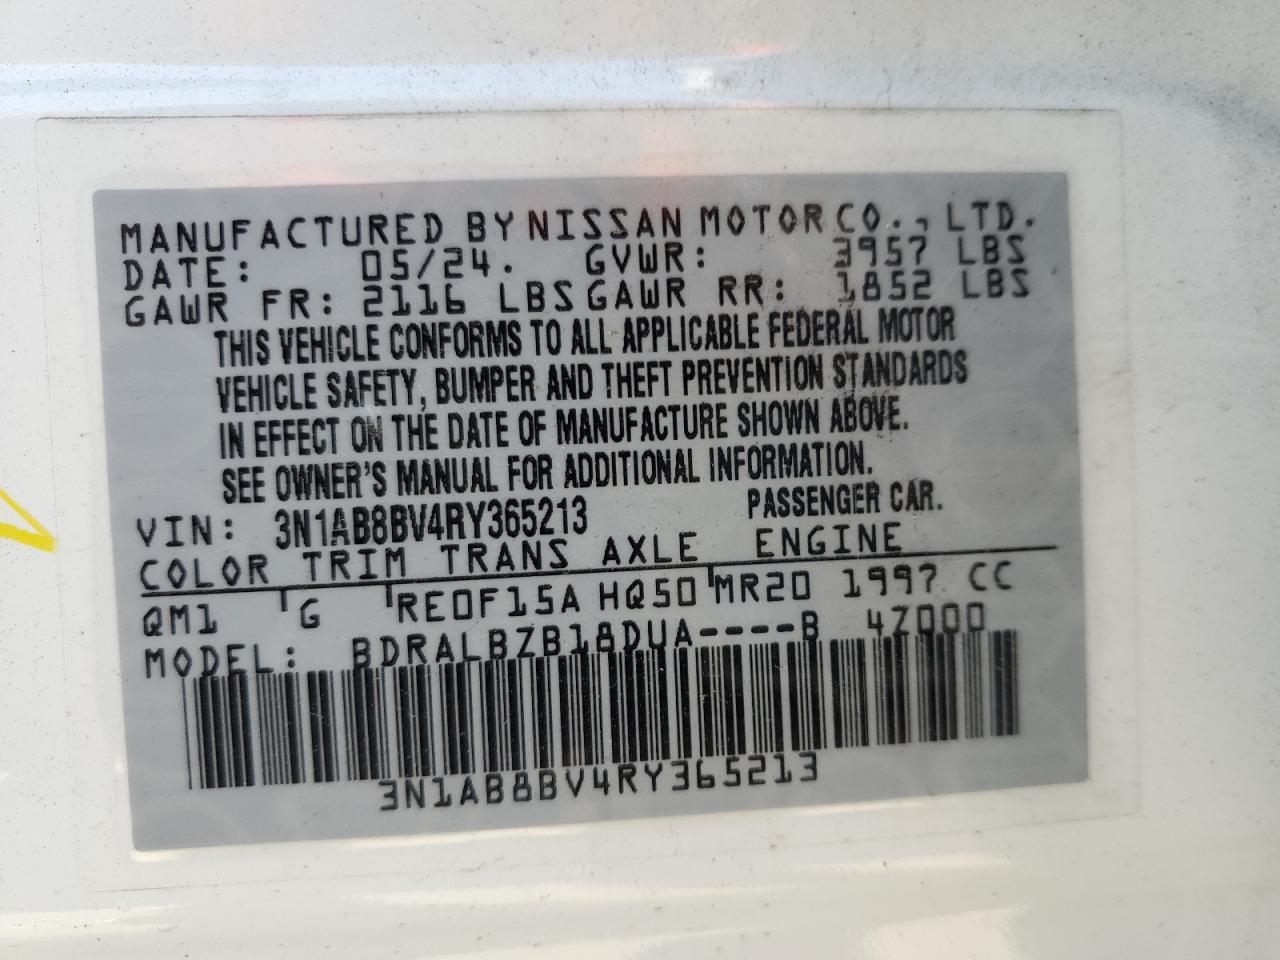 MANUFACTURED BY NISSAN MOTOR CO., LTD.
DATE: 05/24. GVWR: 3957 LBS
GAWR FR: 2116 LBS GAWR RR: 1852 LBS
THIS VEHICLE CONFORMS TO ALL APPLICABLE FEDERAL MOTOR
VEHICLE SAFETY, BUMPER AND THEFT PREVENTION STANDARDS
IN EFFECT ON THE DATE OF MANUFACTURE SHOWN ABOVE.
SEE OWNER'S MANUAL FOR ADDITIONAL INFORMATION.
VIN: 3N1AB8BV4RY365213 PASSENGER CAR.
COLOR TRIM TRANS AXLE ENGINE
QM1 G RE0F15A HQ50 MR20 1997 CC
MODEL: BDRALBZB18DUA----B 4Z000
3N1AB8BV4RY365213